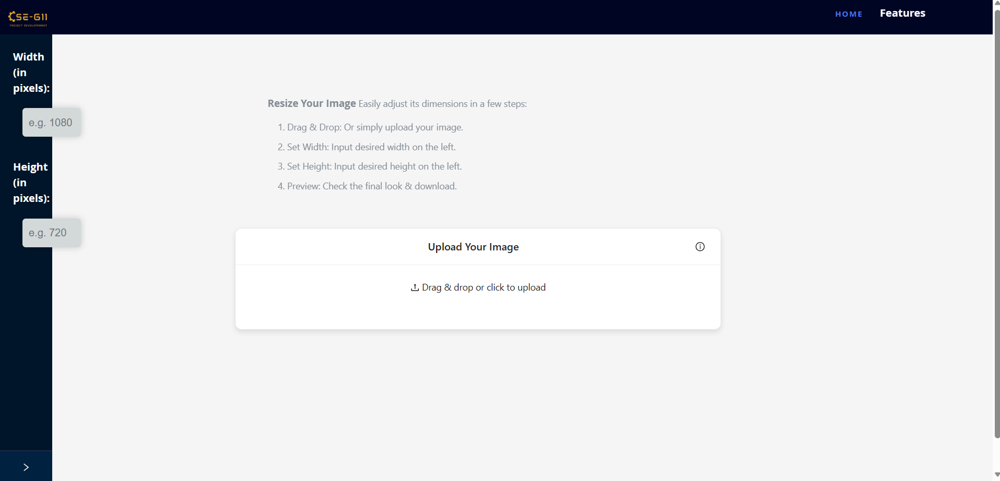 CSE-G11
PROJECT DEVELOPEMENT
HOME
Features
Width
(in
pixels):
e.g. 1080
Height
(in
pixels):
e.g. 720
Resize Your Image Easily adjust its dimensions in a few steps:
1. Drag & Drop: Or simply upload your image.
2. Set Width: Input desired width on the left.
3. Set Height: Input desired height on the left.
4. Preview: Check the final look & download.
Upload Your Image
Drag & drop or click to upload